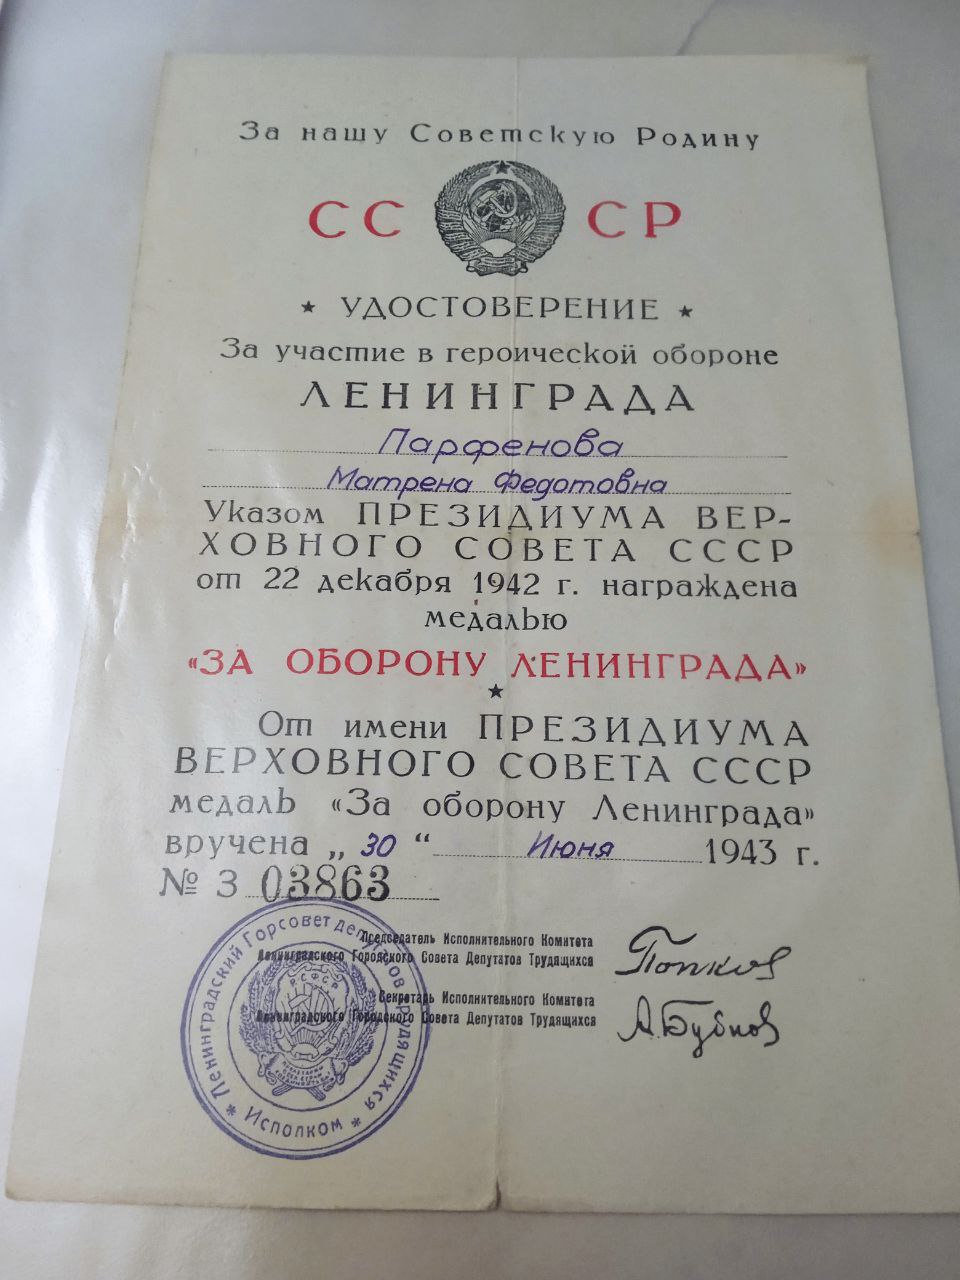 За нашу Советскую Родину
СС СР
★ УДОСТОВЕРЕНИЕ ★
За участие в героической обороне
ЛЕНИНГРАДА
Парфенова
Матрена Федотовна
Указом ПРЕЗИДИУМА ВЕР-
ХОВНОГО СОВЕТА СССР
от 22 декабря 1942 г. награждена
медалью
«ЗА ОБОРОНУ ЛЕНИНГРАДА»
★
От имени ПРЕЗИДИУМА
ВЕРХОВНОГО СОВЕТА СССР
медаль «За оборону Ленинграда»
вручена „ 30 “ Июня 1943 г.
№ З 03863
Председатель Исполнительного Комитета
Ленинградского Городского Совета Депутатов Трудящихся
Попков
Секретарь Исполнительного Комитета
Ленинградского Городского Совета Депутатов Трудящихся
А. Бубнов
Ленинградский Горсовет депутатов трудящихся
★ Исполком ★
РСФСР